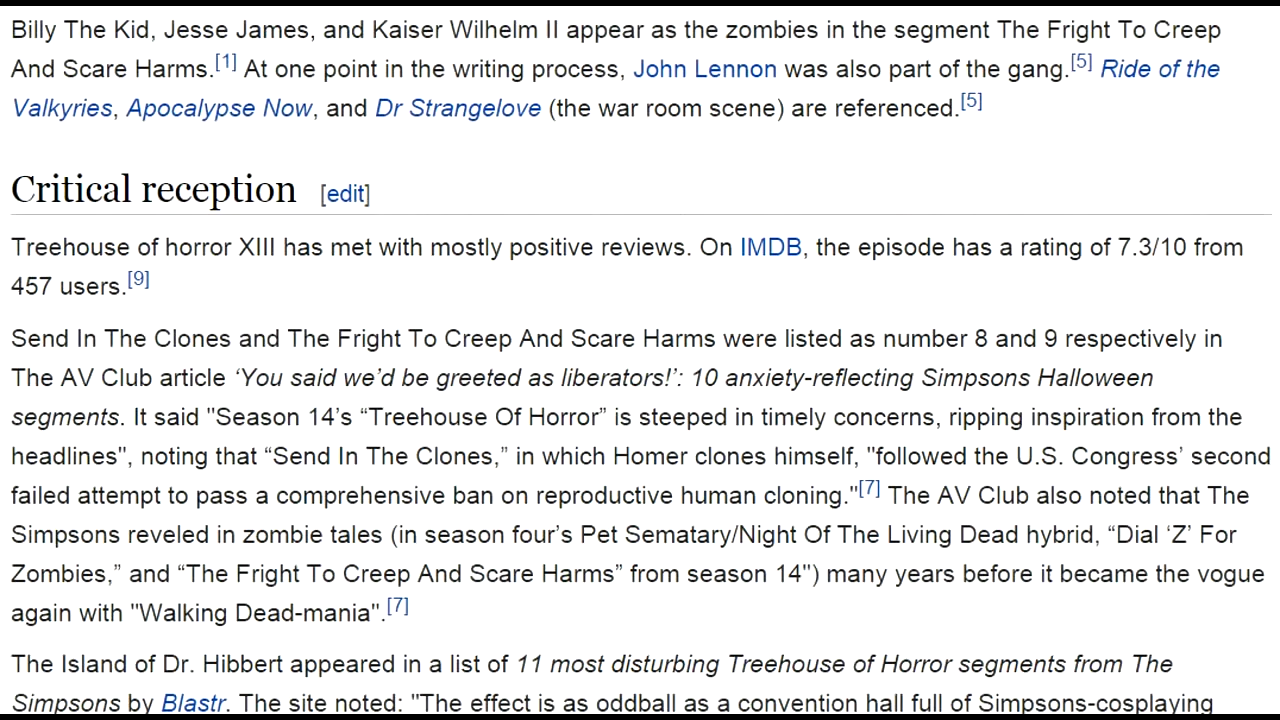 Billy The Kid, Jesse James, and Kaiser Wilhelm II appear as the zombies in the segment The Fright To Creep
And Scare Harms.[1] At one point in the writing process, John Lennon was also part of the gang.[5] Ride of the
Valkyries, Apocalypse Now, and Dr Strangelove (the war room scene) are referenced.[5]
Critical reception [edit]
Treehouse of horror XIII has met with mostly positive reviews. On IMDB, the episode has a rating of 7.3/10 from
457 users.[9]
Send In The Clones and The Fright To Creep And Scare Harms were listed as number 8 and 9 respectively in
The AV Club article ‘You said we’d be greeted as liberators!’: 10 anxiety-reflecting Simpsons Halloween
segments. It said "Season 14’s “Treehouse Of Horror” is steeped in timely concerns, ripping inspiration from the
headlines", noting that “Send In The Clones,” in which Homer clones himself, "followed the U.S. Congress’ second
failed attempt to pass a comprehensive ban on reproductive human cloning."[7] The AV Club also noted that The
Simpsons reveled in zombie tales (in season four’s Pet Sematary/Night Of The Living Dead hybrid, “Dial ‘Z’ For
Zombies,” and “The Fright To Creep And Scare Harms” from season 14") many years before it became the vogue
again with "Walking Dead-mania".[7]
The Island of Dr. Hibbert appeared in a list of 11 most disturbing Treehouse of Horror segments from The
Simpsons by Blastr. The site noted: "The effect is as oddball as a convention hall full of Simpsons-cosplaying